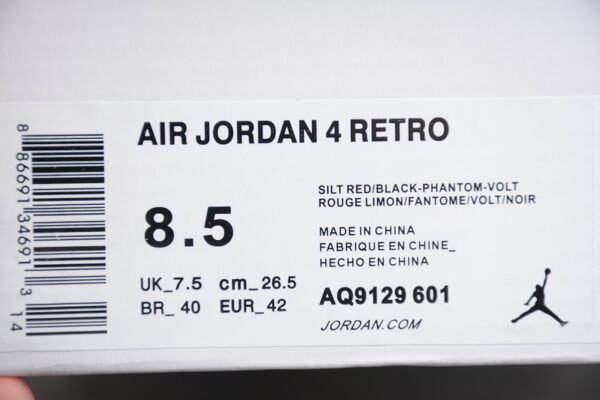 AIR JORDAN 4 RETRO
8 86691 34691 3 14
8.5
SILT RED/BLACK-PHANTOM-VOLT
ROUGE LIMON/FANTOME/VOLT/NOIR
MADE IN CHINA
FABRIQUE EN CHINE_
HECHO EN CHINA
UK_7.5 cm_26.5
BR_ 40 EUR_42
AQ9129 601
JORDAN.COM